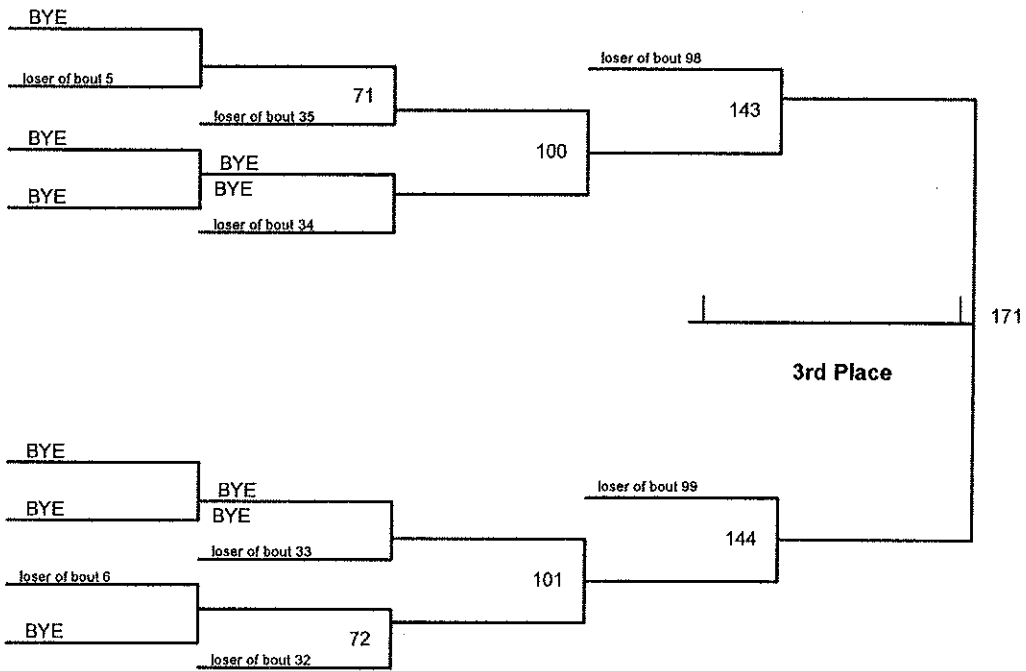 BYE
loser of bout 5
71
loser of bout 35
BYE
BYE
BYE
BYE
loser of bout 34
100
loser of bout 98
143
171
3rd Place
BYE
BYE
BYE
BYE
loser of bout 33
loser of bout 6
BYE
72
loser of bout 32
101
loser of bout 99
144